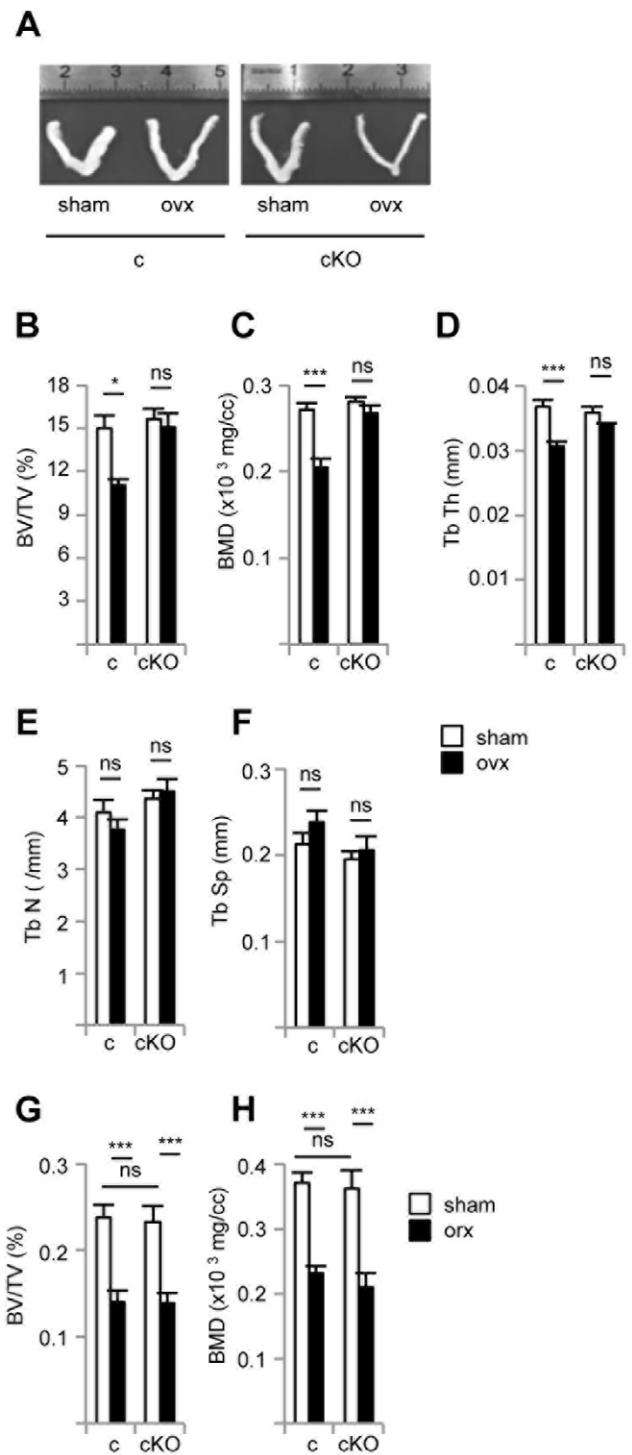 A
2 3 4 5 1 2 3
sham ovx sham ovx
c cKO
B C D
* ns *** ns *** ns
18 15 12 9 6 3
BV/TV (%)
0.3 0.2 0.1
BMD (x10 3 mg/cc)
0.04 0.03 0.02 0.01
Tb Th (mm)
c cKO c cKO c cKO
E F
sham
ovx
ns ns ns ns
5 4 3 2 1
Tb N ( /mm)
0.3 0.2 0.1
Tb Sp (mm)
c cKO c cKO
G H
*** *** *** ***
ns ns
0.3 0.2 0.1
BV/TV (%)
0.4 0.3 0.2 0.1
BMD (x10 3 mg/cc)
sham
orx
c cKO c cKO